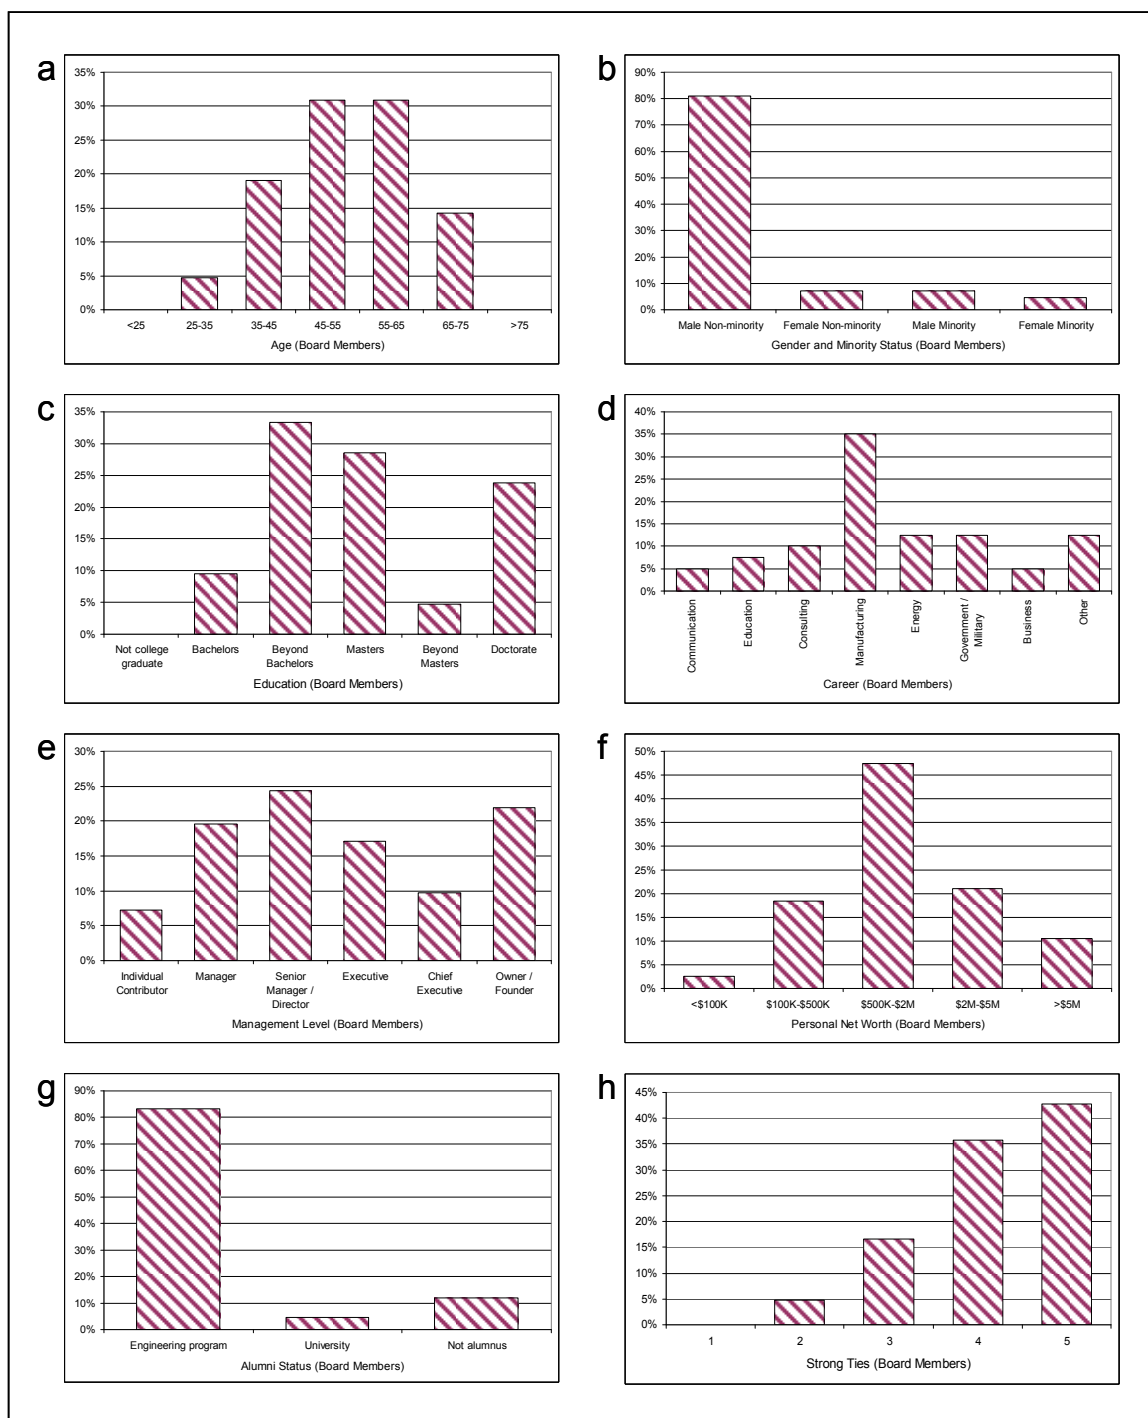 a
35%
30%
25%
20%
15%
10%
5%
0%
<25 25-35 35-45 45-55 55-65 65-75 >75
Age (Board Members)
b
90%
80%
70%
60%
50%
40%
30%
20%
10%
0%
Male Non-minority Female Non-minority Male Minority Female Minority
Gender and Minority Status (Board Members)
c
35%
30%
25%
20%
15%
10%
5%
0%
Not college Bachelors Beyond Masters Beyond Doctorate
graduate Bachelors Masters
Education (Board Members)
d
40%
35%
30%
25%
20%
15%
10%
5%
0%
Communication
Education
Consulting
Manufacturing
Energy
Government /
Military
Business
Other
Career (Board Members)
e
30%
25%
20%
15%
10%
5%
0%
Individual Manager Senior Executive Chief Owner /
Contributor Manager / Executive Founder
Director
Management Level (Board Members)
f
50%
45%
40%
35%
30%
25%
20%
15%
10%
5%
0%
<$100K $100K-$500K $500K-$2M $2M-$5M >$5M
Personal Net Worth (Board Members)
g
90%
80%
70%
60%
50%
40%
30%
20%
10%
0%
Engineering program University Not alumnus
Alumni Status (Board Members)
h
45%
40%
35%
30%
25%
20%
15%
10%
5%
0%
1 2 3 4 5
Strong Ties (Board Members)